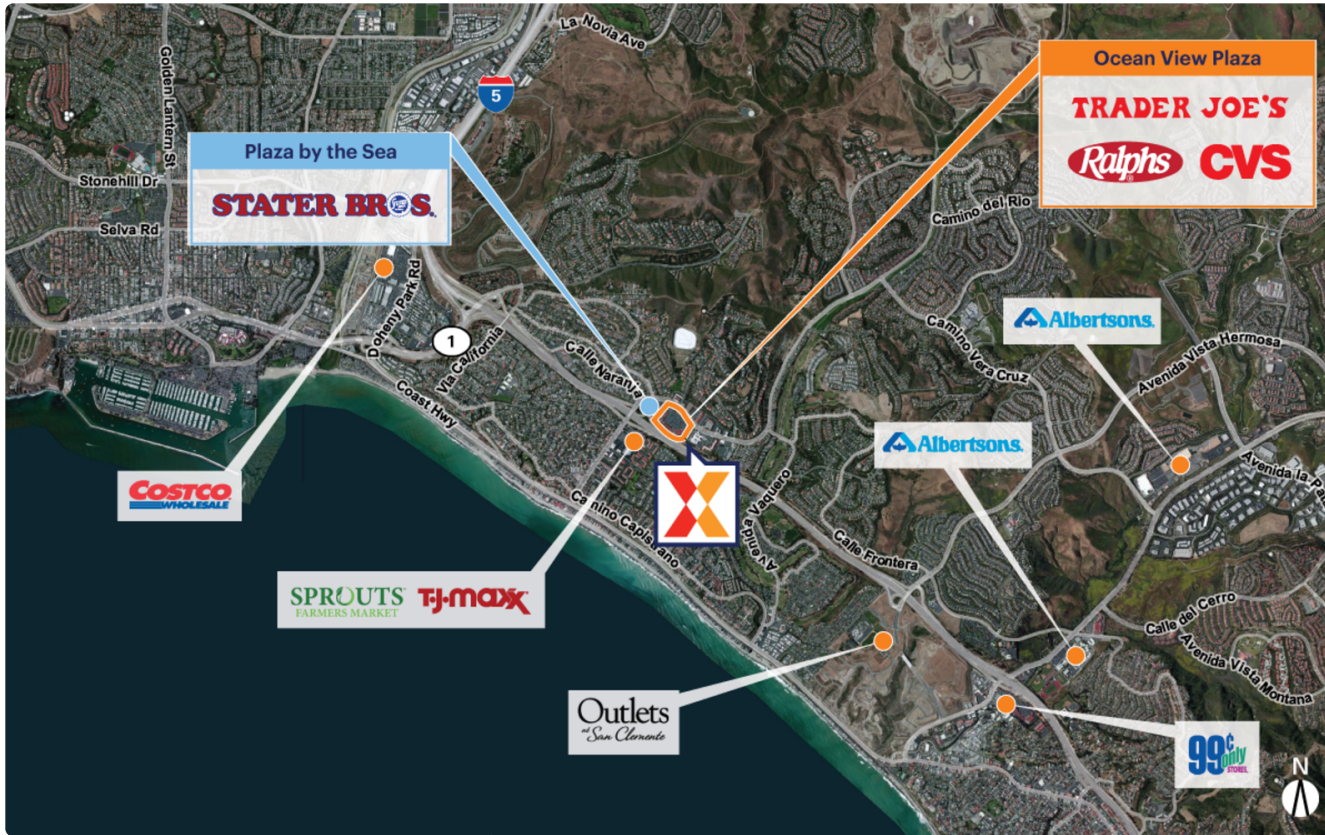 La Novia Ave
Golden Lantern St
5
Ocean View Plaza
TRADER JOE'S
Ralphs
CVS
Plaza by the Sea
STATER BROS.
Stonehill Dr
Selva Rd
Camino del Rio
Doheny Park Rd
1
Via California
Calle Naranja
Coast Hwy
Camino Vera Cruz
Albertsons
Avenida Vista Hermosa
Albertsons
Avenida la Pa
COSTCO
WHOLESALE
Camino Capistrano
Avenida Vaquero
Calle Frontera
SPROUTS
FARMERS MARKET
T·J·maxx
Calle del Cerro
Avenida Vista Montana
Outlets
at San Clemente
99¢
only
STORES
N